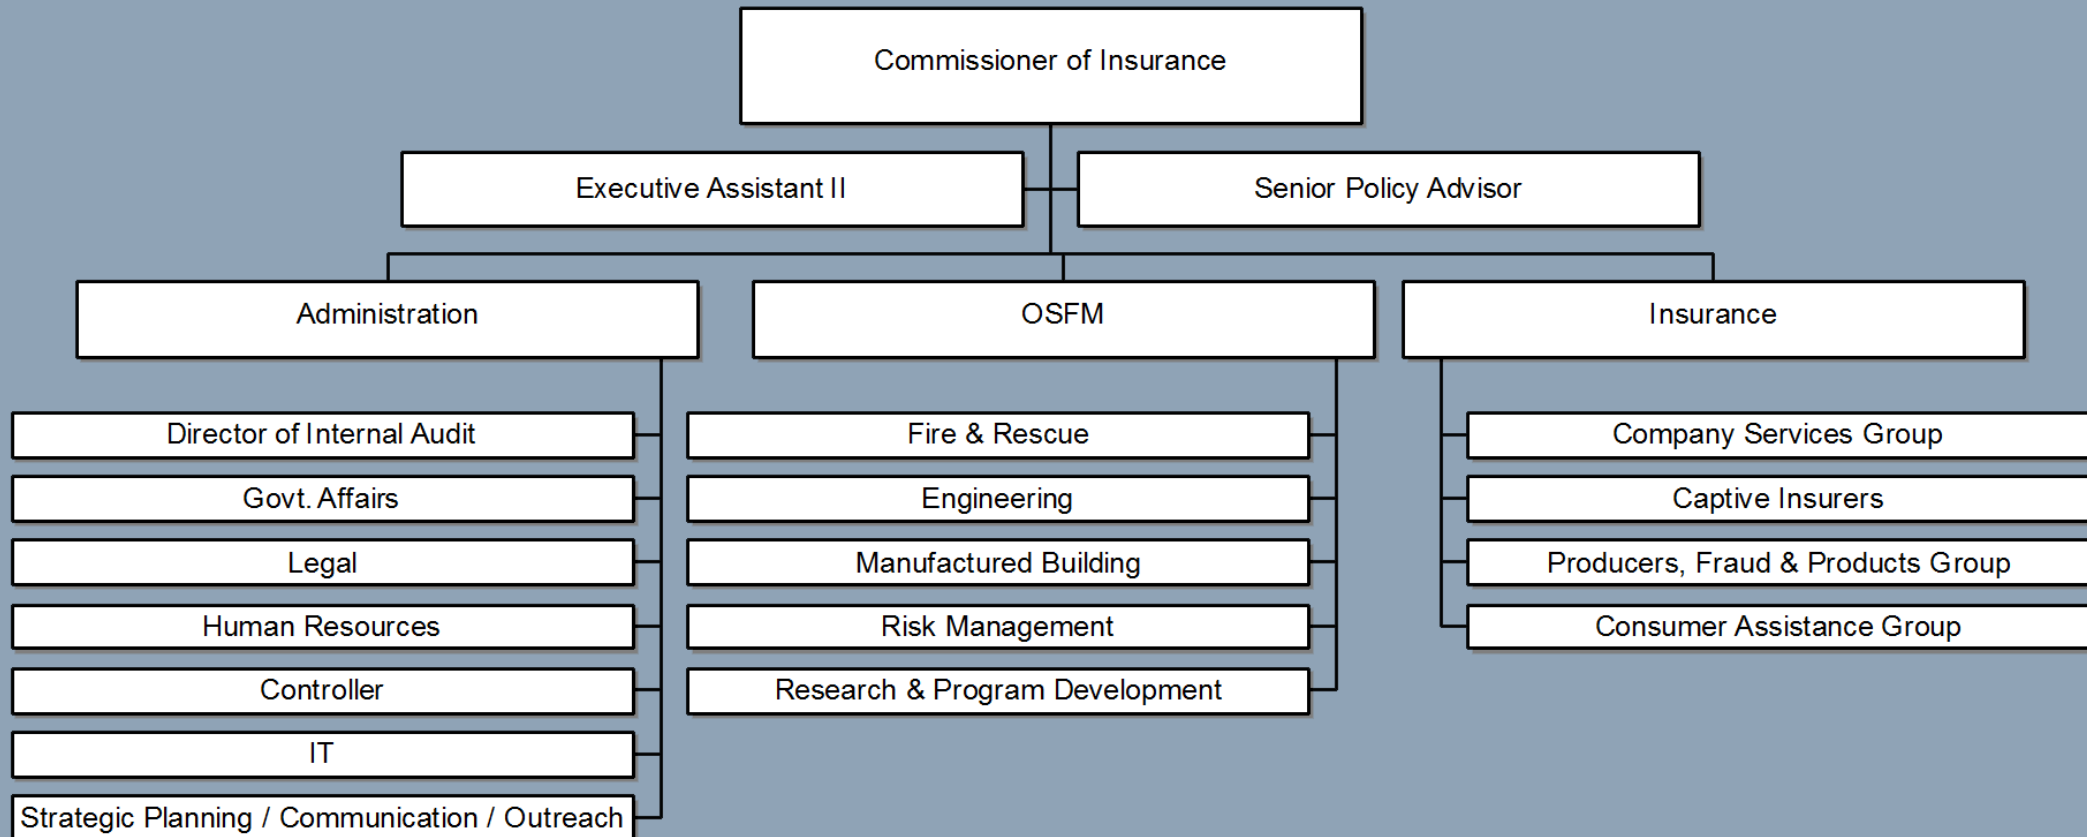 Commissioner of Insurance
Executive Assistant II
Senior Policy Advisor
Administration
OSFM
Insurance
Director of Internal Audit
Govt. Affairs
Legal
Human Resources
Controller
IT
Strategic Planning / Communication / Outreach
Fire & Rescue
Engineering
Manufactured Building
Risk Management
Research & Program Development
Company Services Group
Captive Insurers
Producers, Fraud & Products Group
Consumer Assistance Group